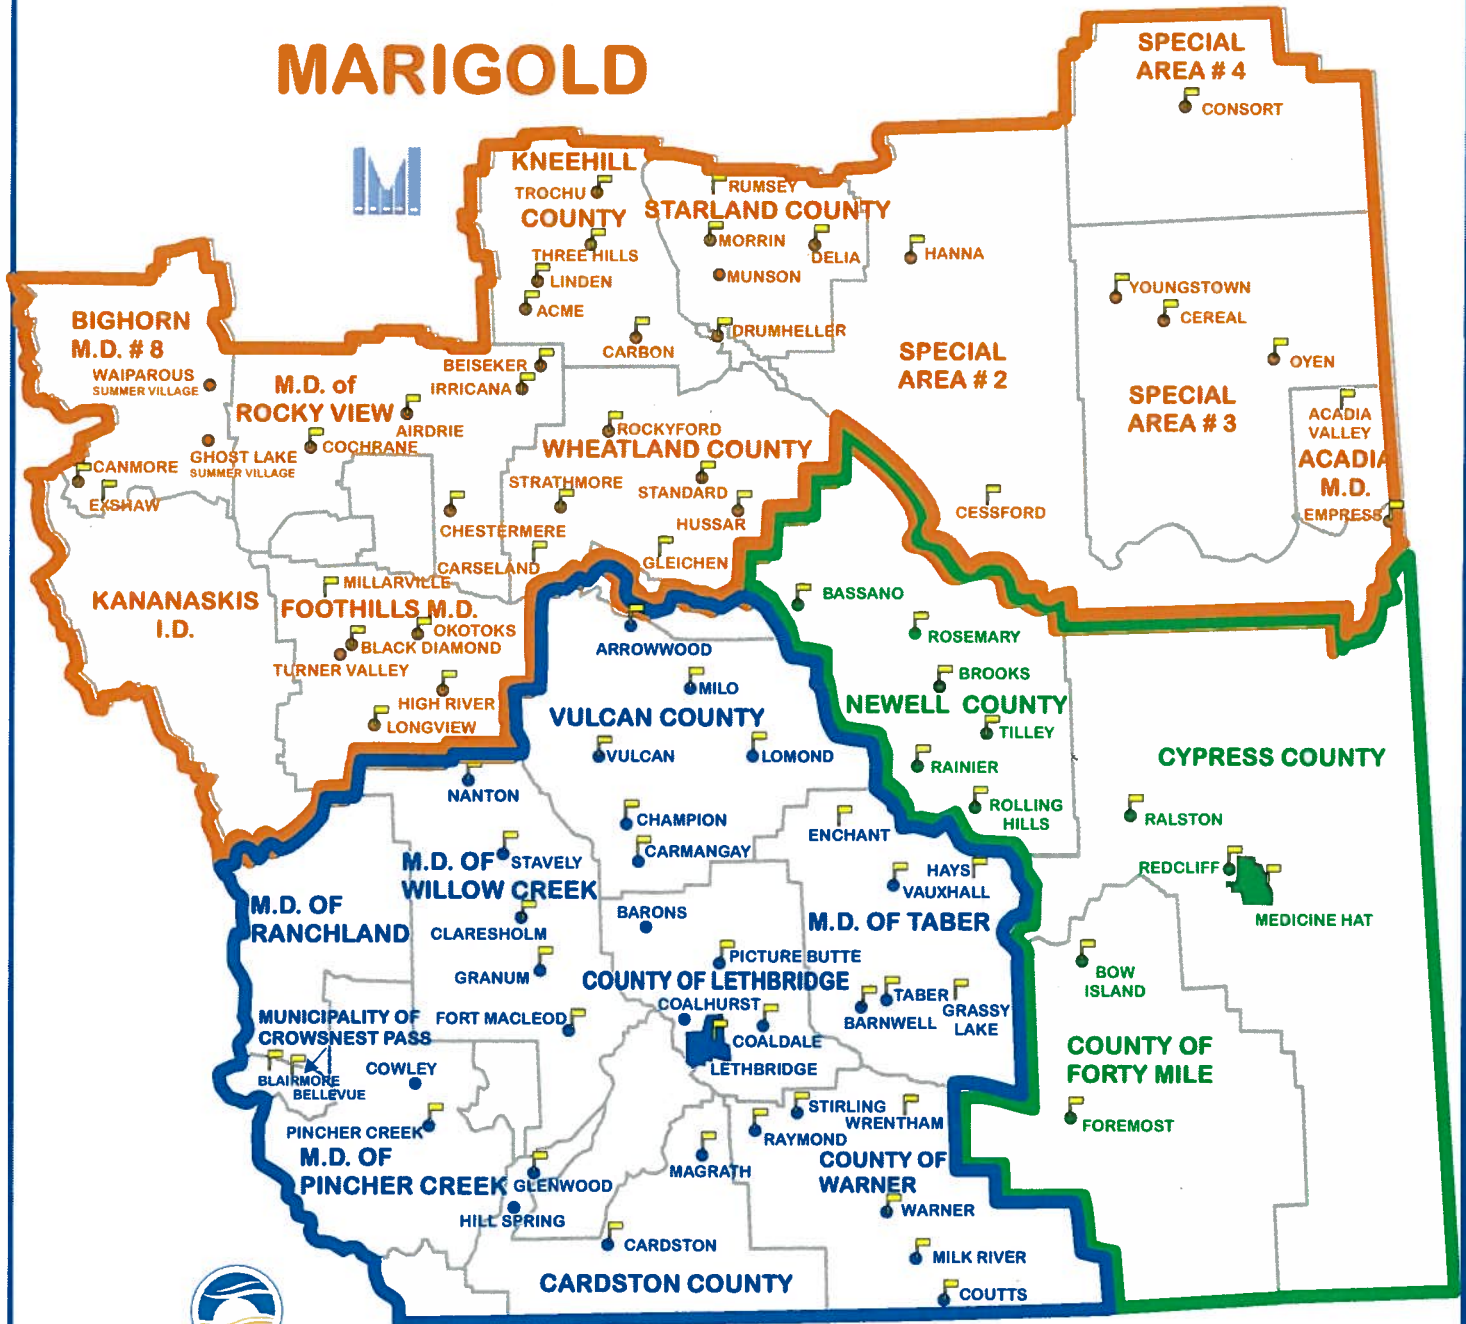 MARIGOLD
SPECIAL
AREA # 4
CONSORT
KNEEHILL
TROCHU
COUNTY
THREE HILLS
LINDEN
ACME
CARBON
RUMSEY
STARLAND COUNTY
MORRIN
DELIA
MUNSON
DRUMHELLER
HANNA
YOUNGSTOWN
CEREAL
OYEN
SPECIAL
AREA # 2
SPECIAL
AREA # 3
ACADIA
VALLEY
ACADIA
M.D.
EMPRESS
CESSFORD
BIGHORN
M.D. # 8
WAIPAROUS
SUMMER VILLAGE
M.D. of
ROCKY VIEW
BEISEKER
IRRICANA
AIRDRIE
COCHRANE
GHOST LAKE
SUMMER VILLAGE
CANMORE
EXSHAW
ROCKYFORD
WHEATLAND COUNTY
STRATHMORE
STANDARD
HUSSAR
CHESTERMERE
CARSELAND
GLEICHEN
KANANASKIS
I.D.
MILLARVILLE
FOOTHILLS M.D.
OKOTOKS
BLACK DIAMOND
TURNER VALLEY
HIGH RIVER
LONGVIEW
BASSANO
ROSEMARY
BROOKS
NEWELL COUNTY
TILLEY
RAINIER
ROLLING
HILLS
CYPRESS COUNTY
RALSTON
REDCLIFF
MEDICINE HAT
BOW
ISLAND
COUNTY OF
FORTY MILE
FOREMOST
ARROWWOOD
MILO
VULCAN COUNTY
VULCAN
LOMOND
NANTON
CHAMPION
CARMANGAY
ENCHANT
HAYS
VAUXHALL
M.D. OF
STAVELY
WILLOW CREEK
CLARESHOLM
GRANUM
FORT MACLEOD
M.D. OF
RANCHLAND
BARONS
M.D. OF TABER
PICTURE BUTTE
COUNTY OF LETHBRIDGE
COALHURST
COALDALE
LETHBRIDGE
TABER
BARNWELL
GRASSY
LAKE
MUNICIPALITY OF
CROWSNEST PASS
BLAIRMORE
BELLEVUE
COWLEY
PINCHER CREEK
M.D. OF
PINCHER CREEK
GLENWOOD
HILL SPRING
STIRLING
WRENTHAM
RAYMOND
MAGRATH
COUNTY OF
WARNER
WARNER
MILK RIVER
COUTTS
CARDSTON
CARDSTON COUNTY